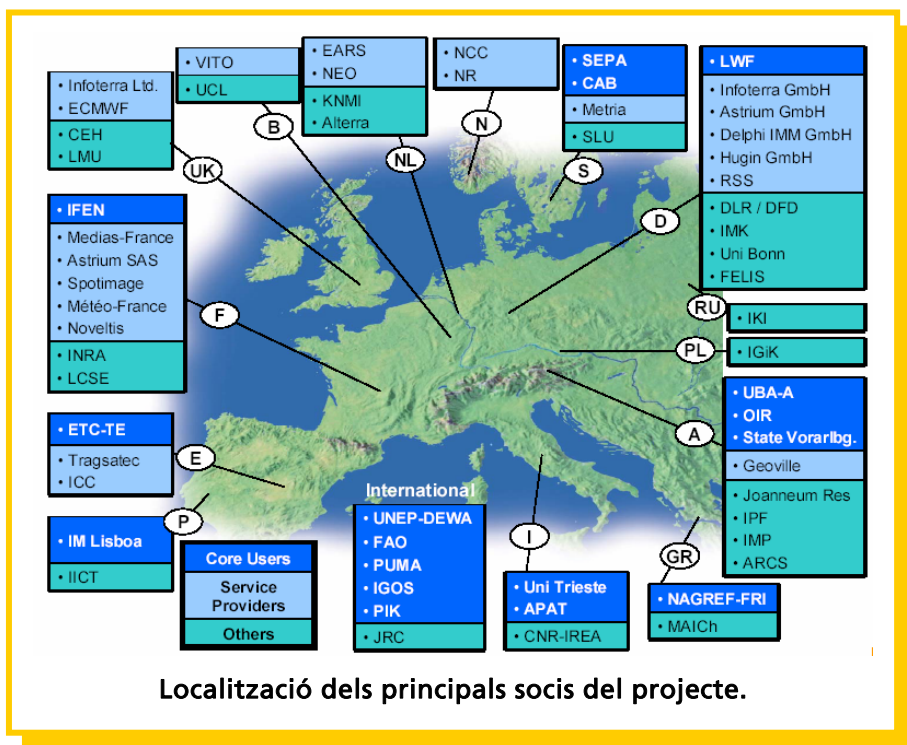 • Infoterra Ltd.
• ECMWF
• CEH
• LMU
UK
• VITO
• UCL
B
• EARS
• NEO
• KNMI
• Alterra
NL
• NCC
• NR
N
• SEPA
• CAB
• Metria
• SLU
S
• LWF
• Infoterra GmbH
• Astrium GmbH
• Delphi IMM GmbH
• Hugin GmbH
• RSS
• DLR / DFD
• IMK
• Uni Bonn
• FELIS
D
• IFEN
• Medias-France
• Astrium SAS
• Spotimage
• Météo-France
• Noveltis
• INRA
• LCSE
F
RU
• IKI
PL
• IGiK
• UBA-A
• OIR
• State Vorarlbg.
• Geoville
• Joanneum Res
• IPF
• IMP
• ARCS
A
• ETC-TE
• Tragsatec
• ICC
E
P
• IM Lisboa
• IICT
Core Users
Service
Providers
Others
International
• UNEP-DEWA
• FAO
• PUMA
• IGOS
• PIK
• JRC
I
• Uni Trieste
• APAT
• CNR-IREA
GR
• NAGREF-FRI
• MAICh
Localització dels principals socis del projecte.